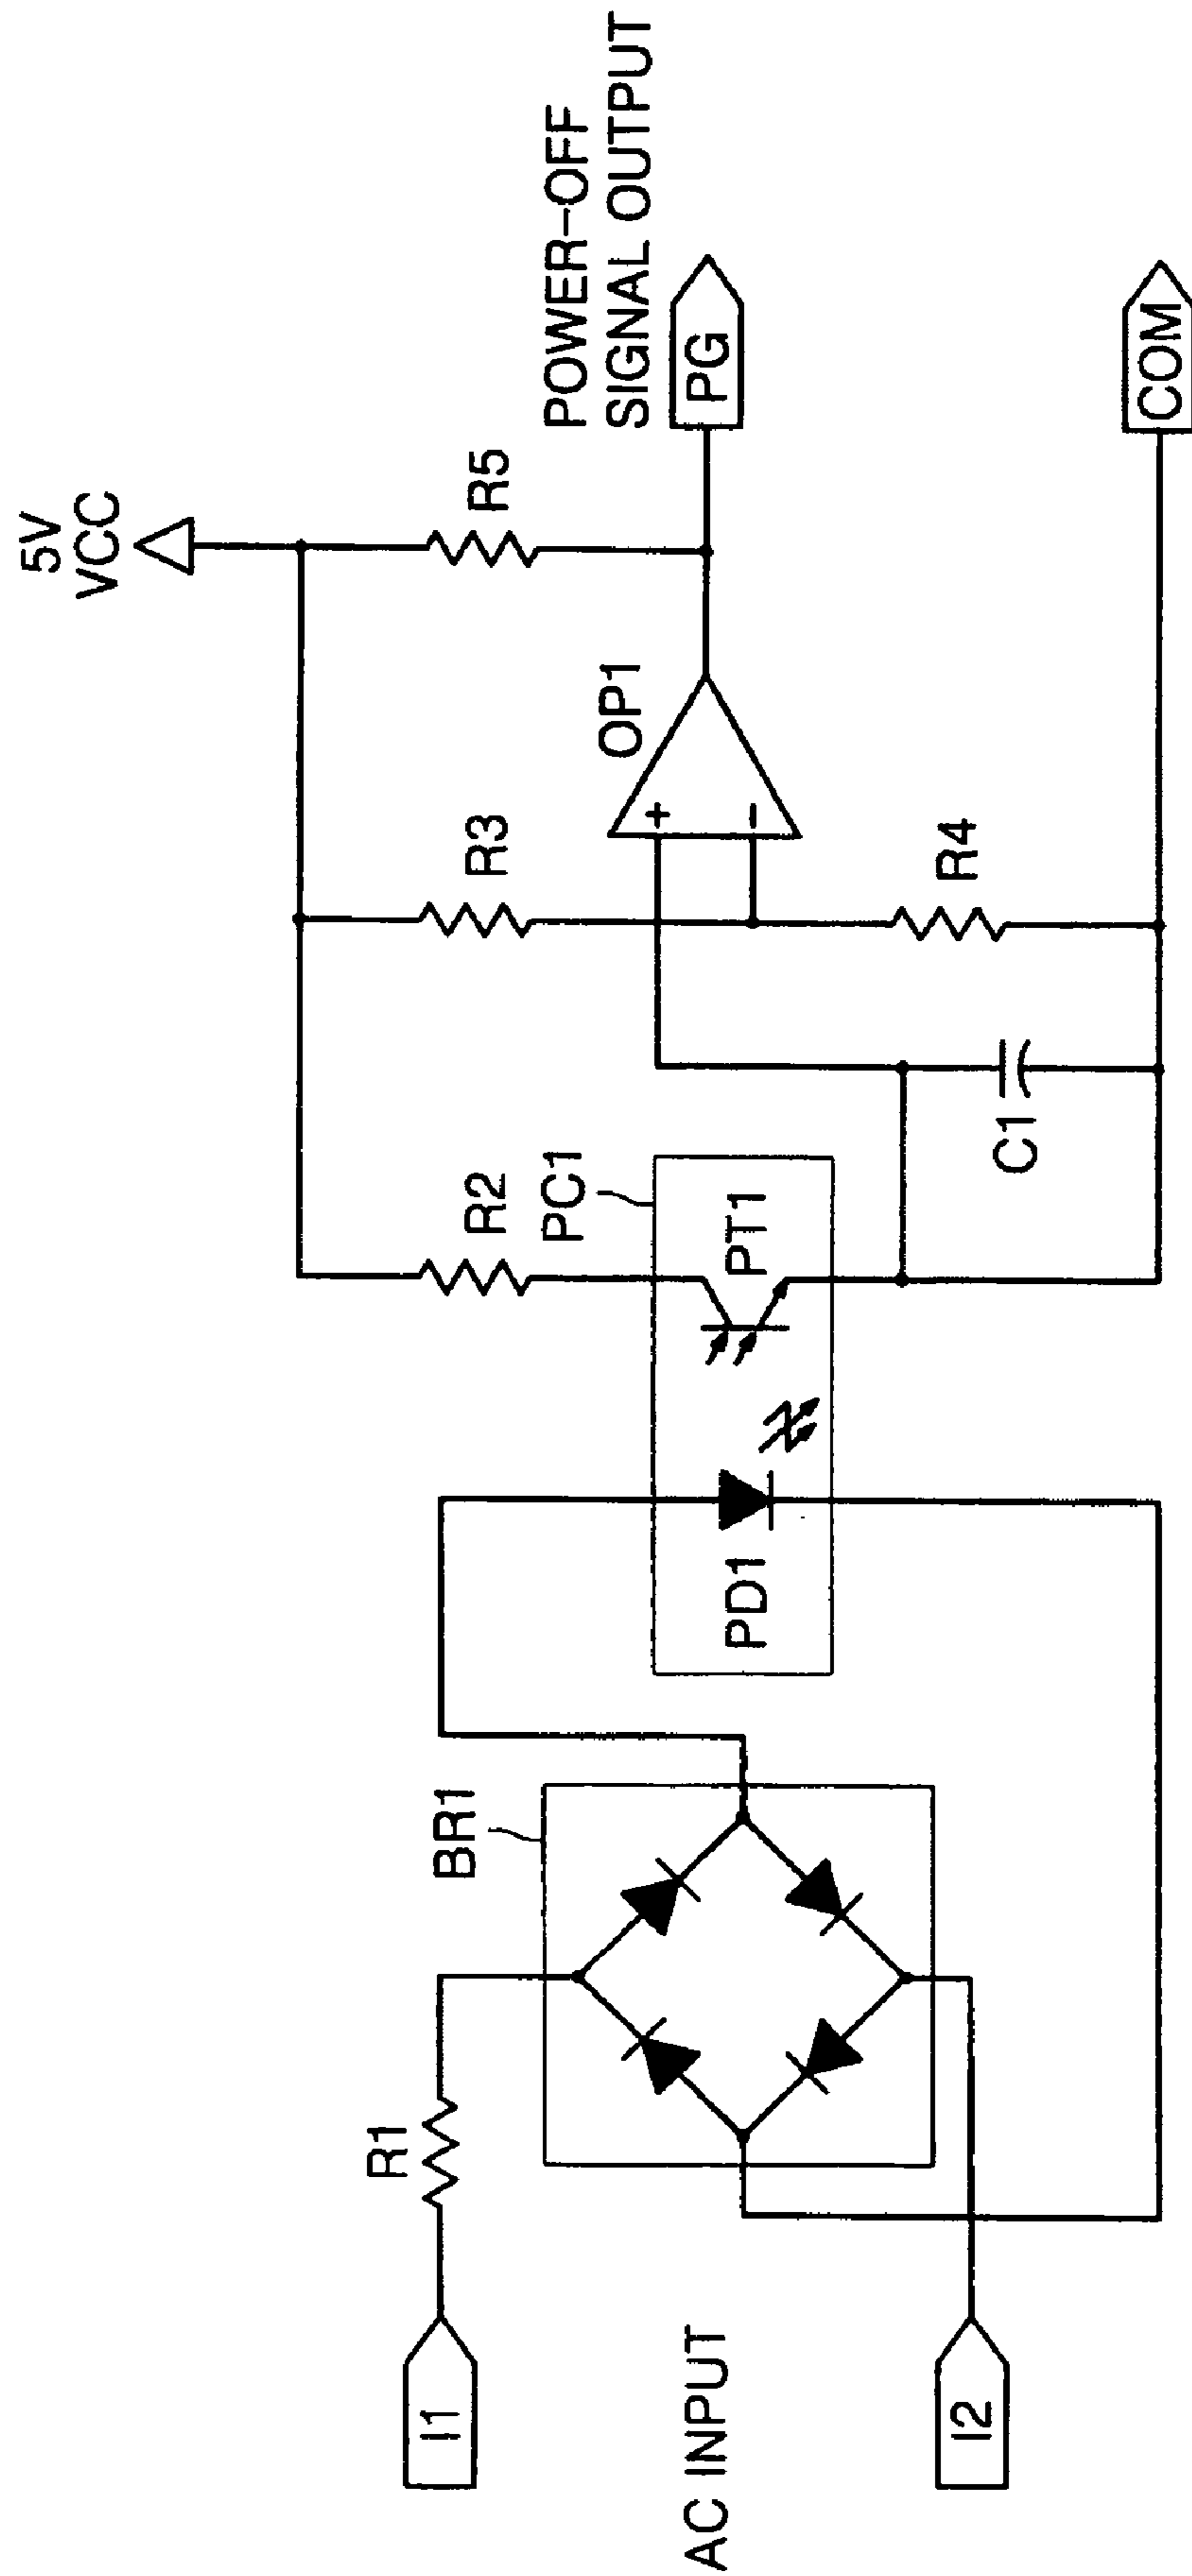 5V
VCC
R1
BR1
R2
R3
R5
PC1
OP1
POWER-OFF
SIGNAL OUTPUT
I1
AC INPUT
I2
PD1
PT1
+
-
PG
C1
R4
COM